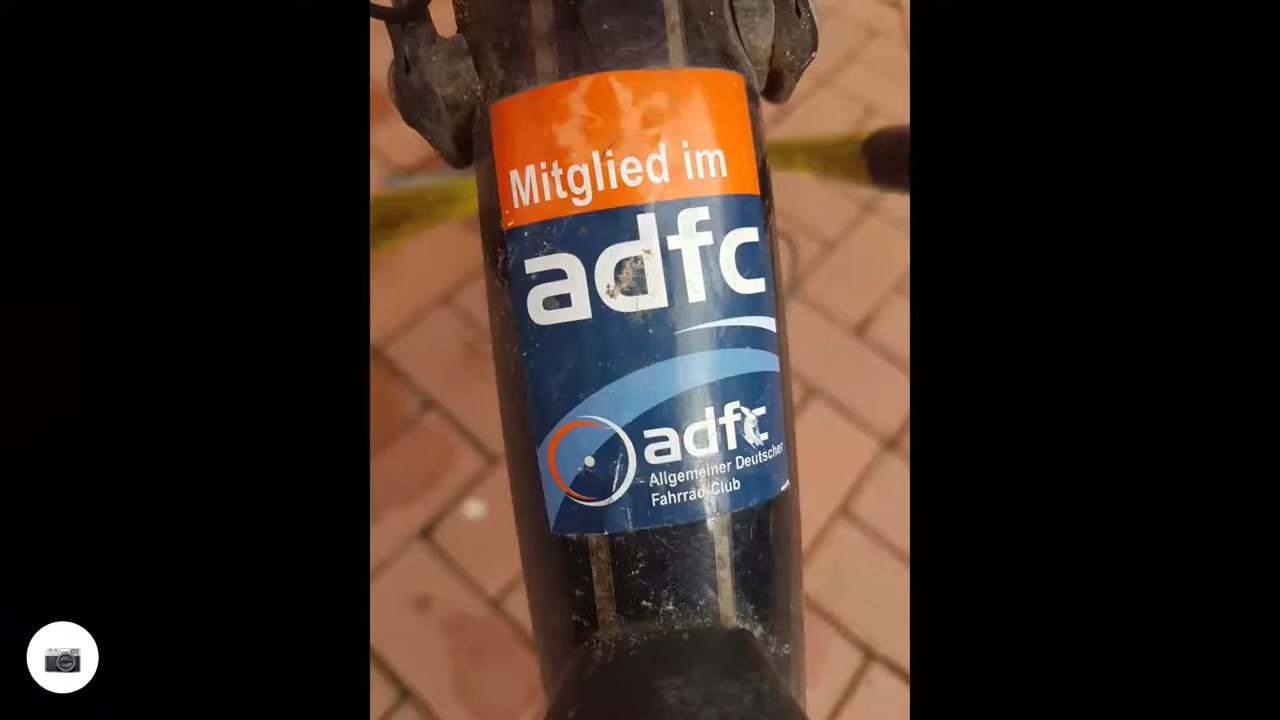 Mitglied im
adfc
adfc
Allgemeiner Deutscher
Fahrrad-Club